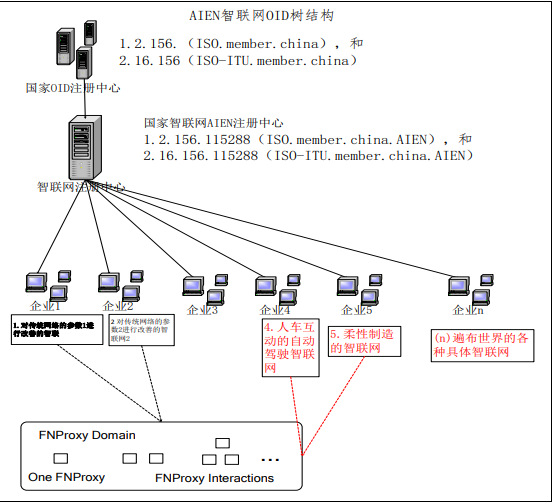 AIEN智联网OID树结构
1.2.156.（ISO.member.china），和
2.16.156（ISO-ITU.member.china）
国家OID注册中心
国家智联网AIEN注册中心
1.2.156.115288（ISO.member.china.AIEN），和
2.16.156.115288（ISO-ITU.member.china.AIEN）
智联网注册中心
企业1
企业2
企业3
企业4
企业5
企业n
1.对传统网络的参数1进
行改善的智联
2对传统网络的参
数2进行改善的智
联网2
4.人车互
动的自动
驾驶智联
网
5.柔性制造
的智联网
(n)遍布世界的各
种具体智联网
FNProxy Domain
One FNProxy
FNProxy Interactions
...